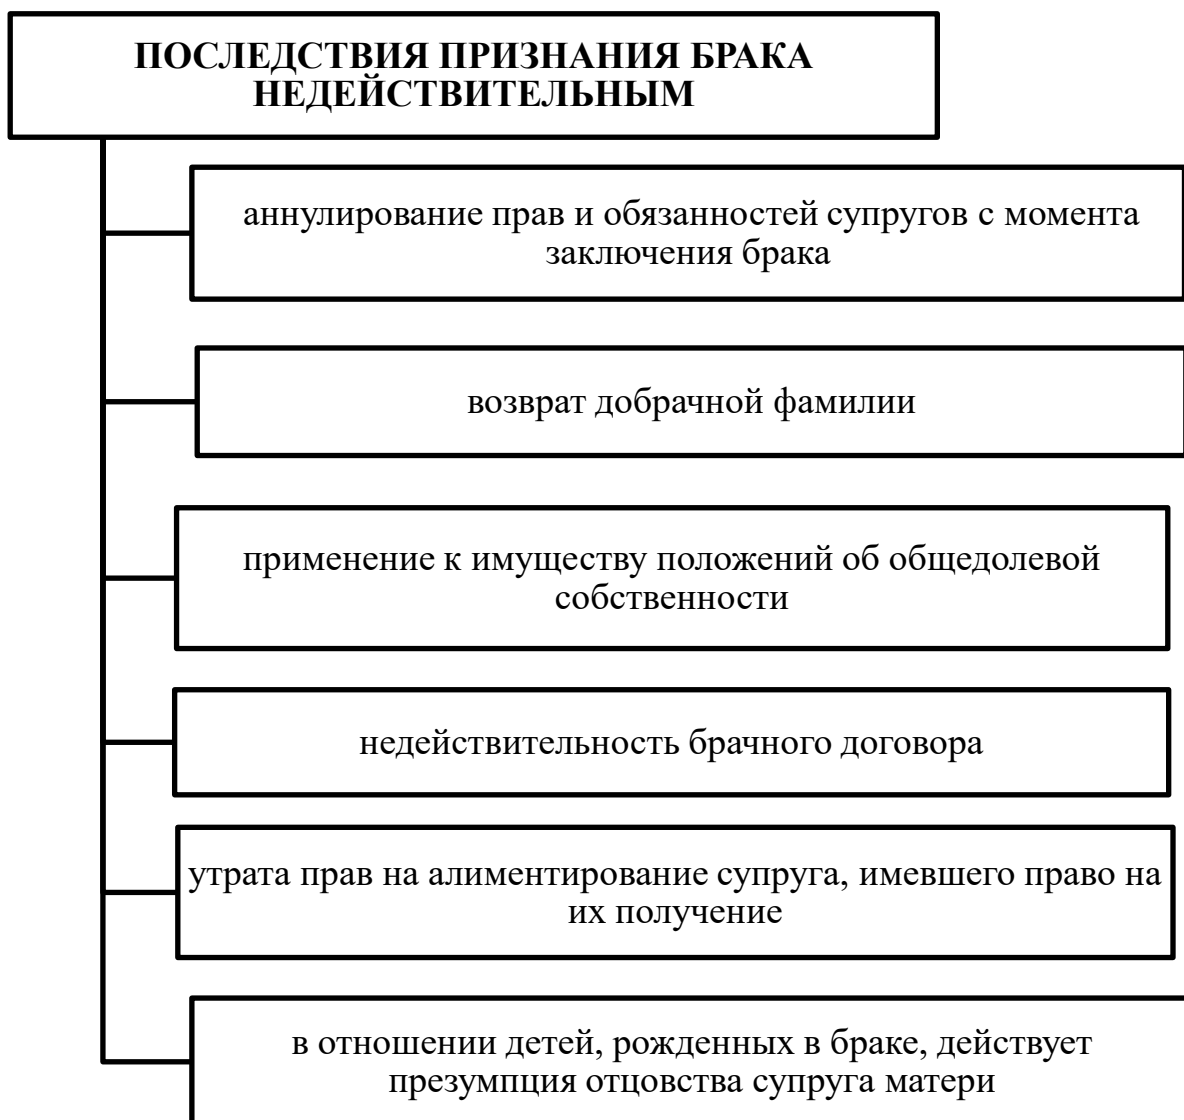 ПОСЛЕДСТВИЯ ПРИЗНАНИЯ БРАКА
НЕДЕЙСТВИТЕЛЬНЫМ
аннулирование прав и обязанностей супругов с момента
заключения брака
возврат добрачной фамилии
применение к имуществу положений об общедолевой
собственности
недействительность брачного договора
утрата прав на алиментирование супруга, имевшего право на
их получение
в отношении детей, рожденных в браке, действует
презумпция отцовства супруга матери